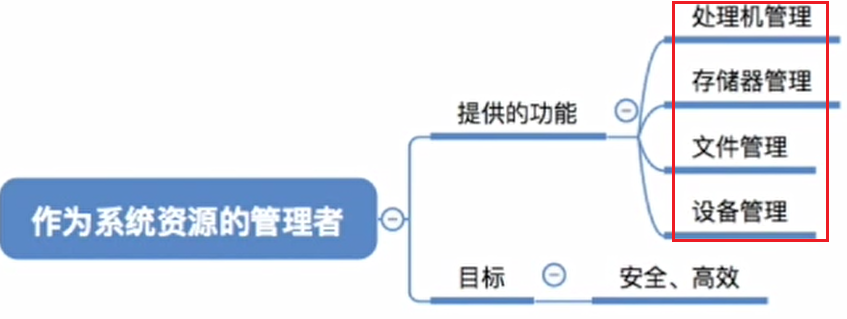 处理机管理
存储器管理
提供的功能
文件管理
设备管理
作为系统资源的管理者
目标
安全、高效